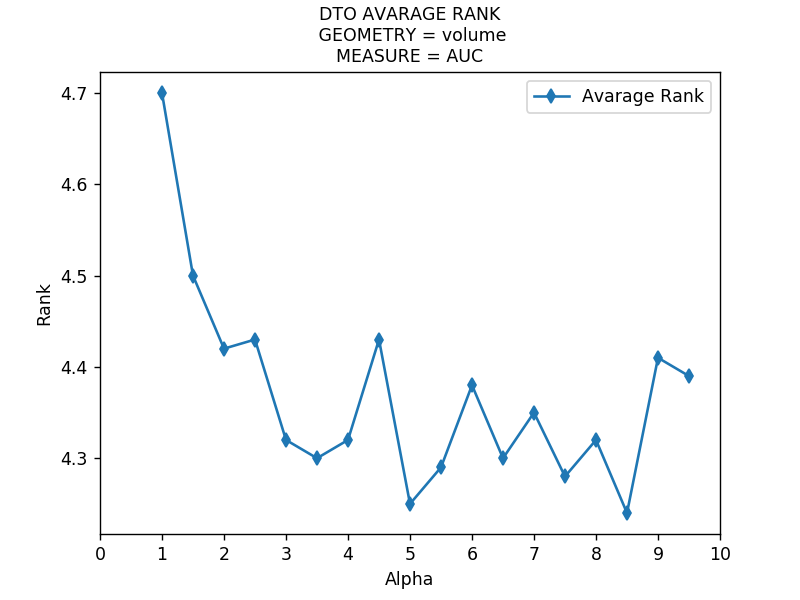 DTO AVARAGE RANK
GEOMETRY = volume
MEASURE = AUC
Avarage Rank
Rank
4.7
4.6
4.5
4.4
4.3
0 1 2 3 4 5 6 7 8 9 10
Alpha